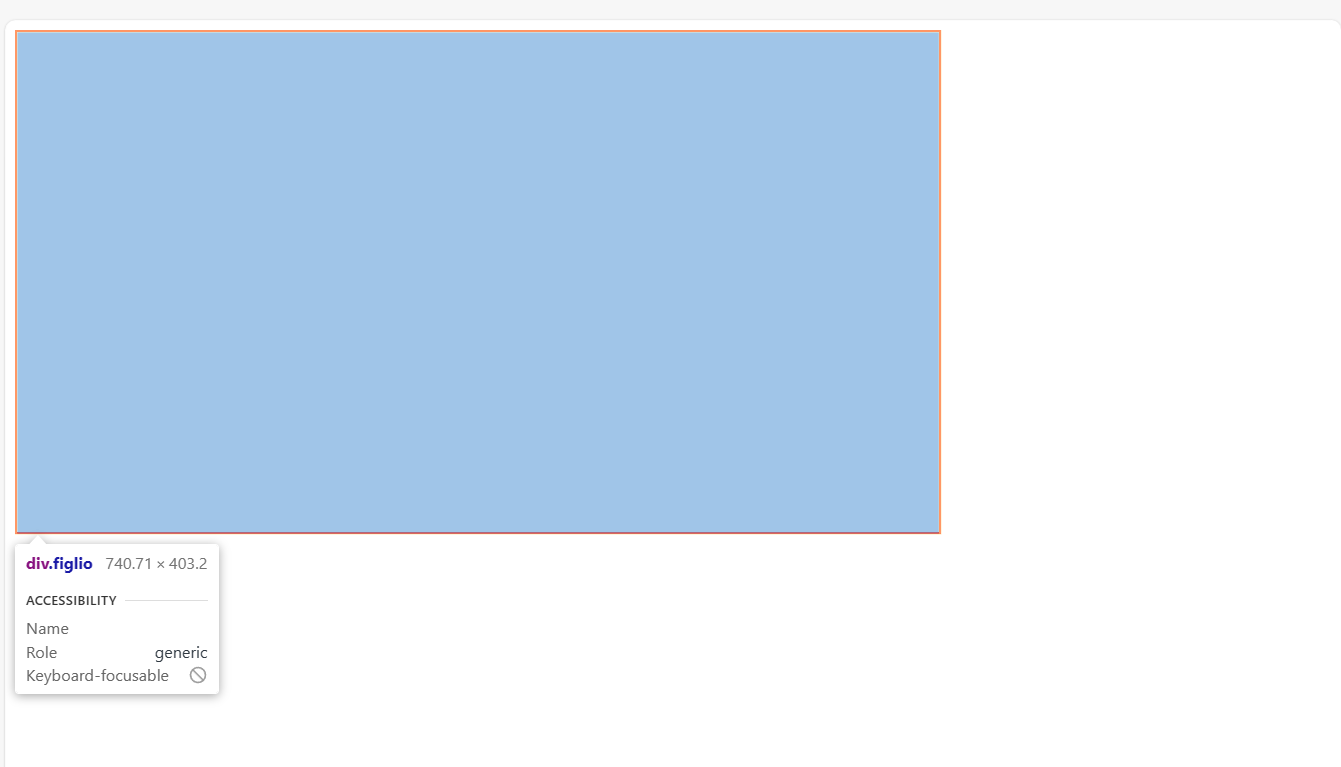 div.figlio 740.71 × 403.2
ACCESSIBILITY
Name
Role generic
Keyboard-focusable